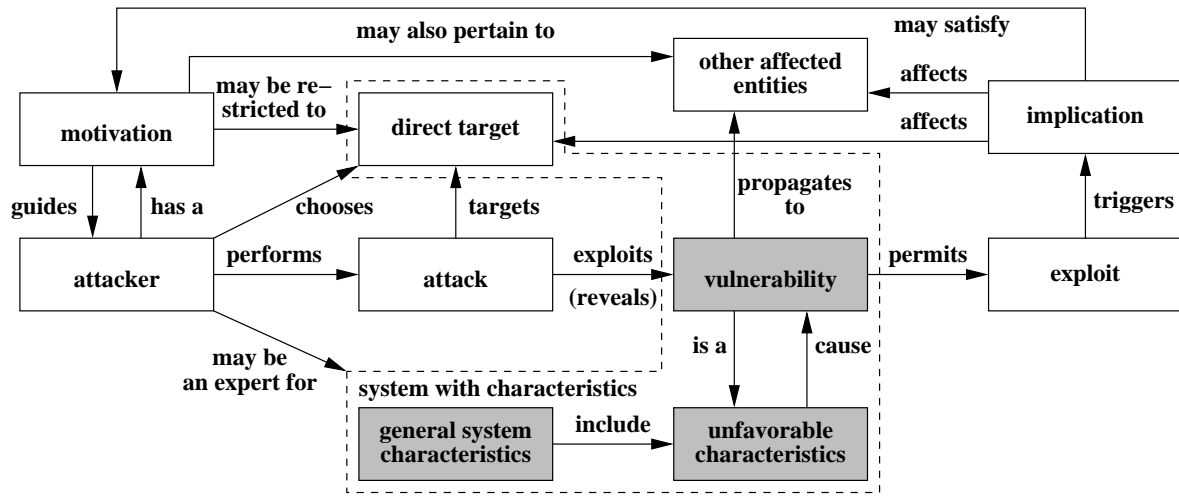 may also pertain to
may satisfy
other affected
entities
affects
may be re–
stricted to
motivation
direct target
affects
implication
guides
has a
chooses
targets
propagates
to
triggers
attacker
performs
attack
exploits
(reveals)
vulnerability
permits
exploit
may be
an expert for
is a
cause
system with characteristics
general system
characteristics
include
unfavorable
characteristics